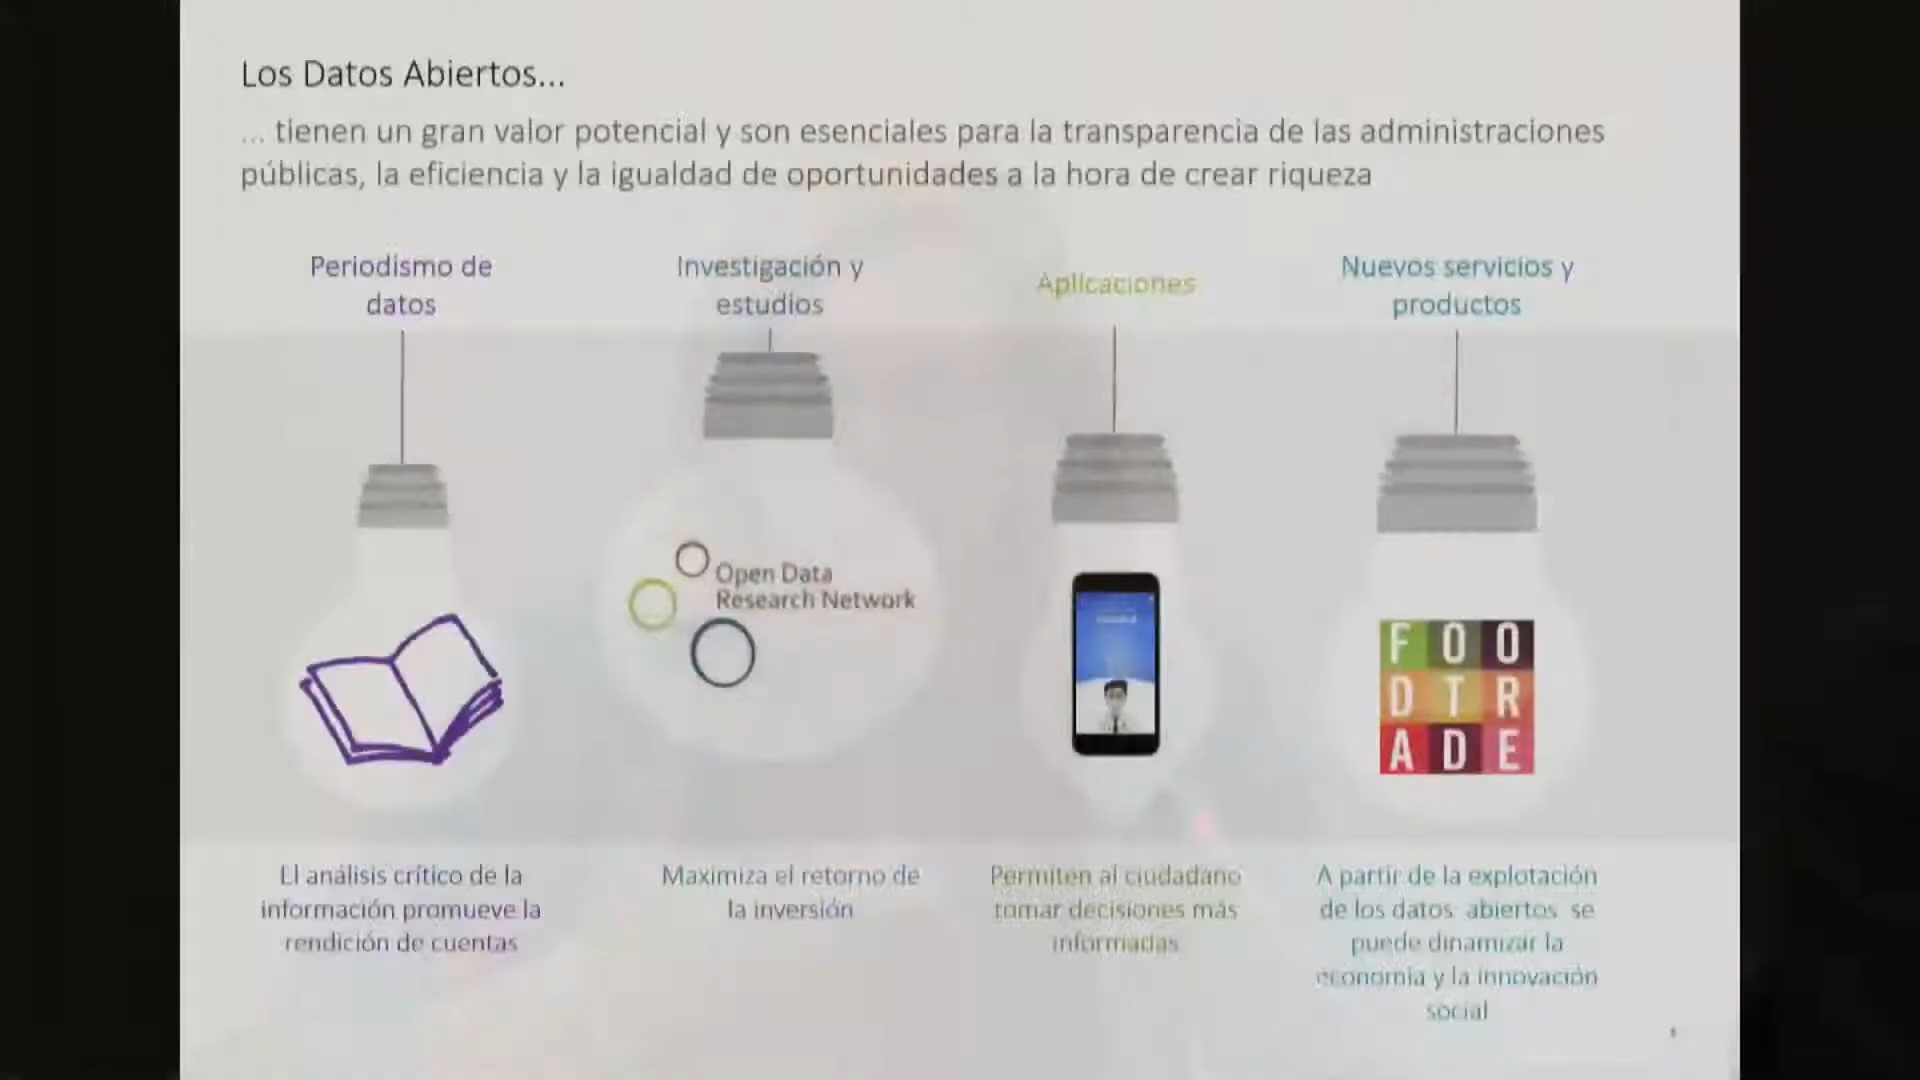 Los Datos Abiertos...
... tienen un gran valor potencial y son esenciales para la transparencia de las administraciones
públicas, la eficiencia y la igualdad de oportunidades a la hora de crear riqueza
Periodismo de
datos
Investigación y
estudios
Aplicaciones
Nuevos servicios y
productos
Open Data
Research Network
F O O
D T R
A D E
El análisis crítico de la
información promueve la
rendición de cuentas
Maximiza el retorno de
la inversión
Permiten al ciudadano
tomar decisiones más
informadas
A partir de la explotación
de los datos abiertos se
puede dinamizar la
economía y la innovación
social